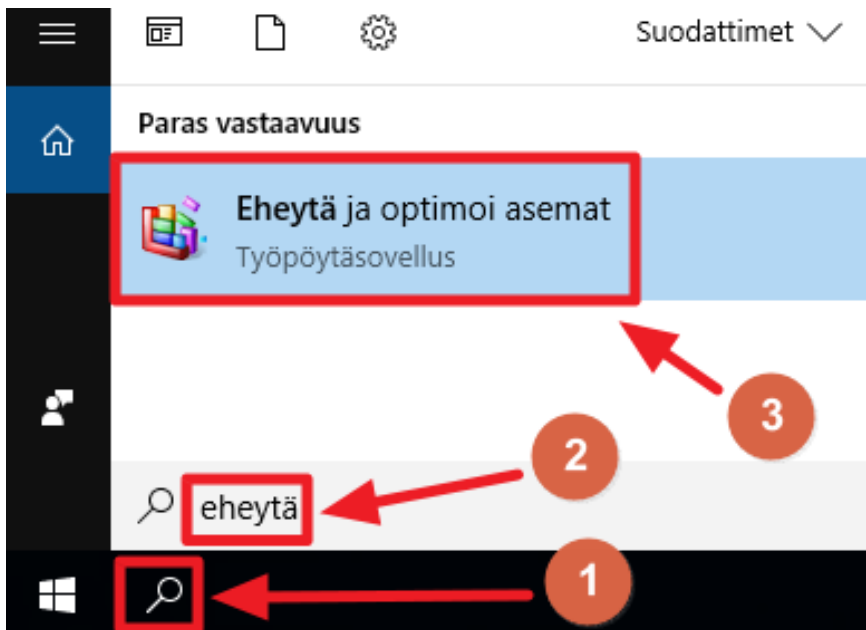 Suodattimet
Paras vastaavuus
Eheytä ja optimoi asemat
Työpöytäsovellus
3
2
eheytä
1